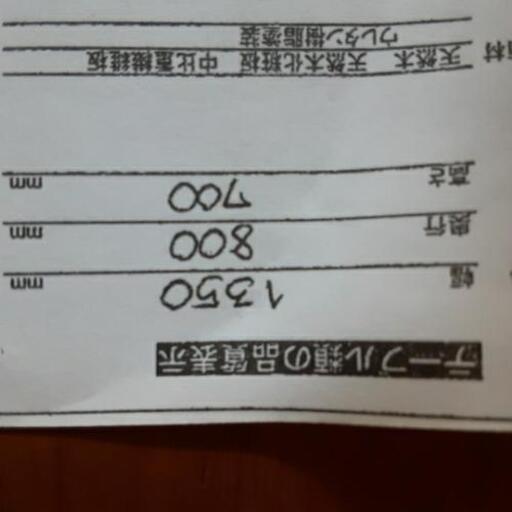 テーブル類の品質表示
幅 1350 mm
奥行 800 mm
高さ 700 mm
材料 天然木 天然木化粧板 中比重繊維板
ウレタン樹脂塗装